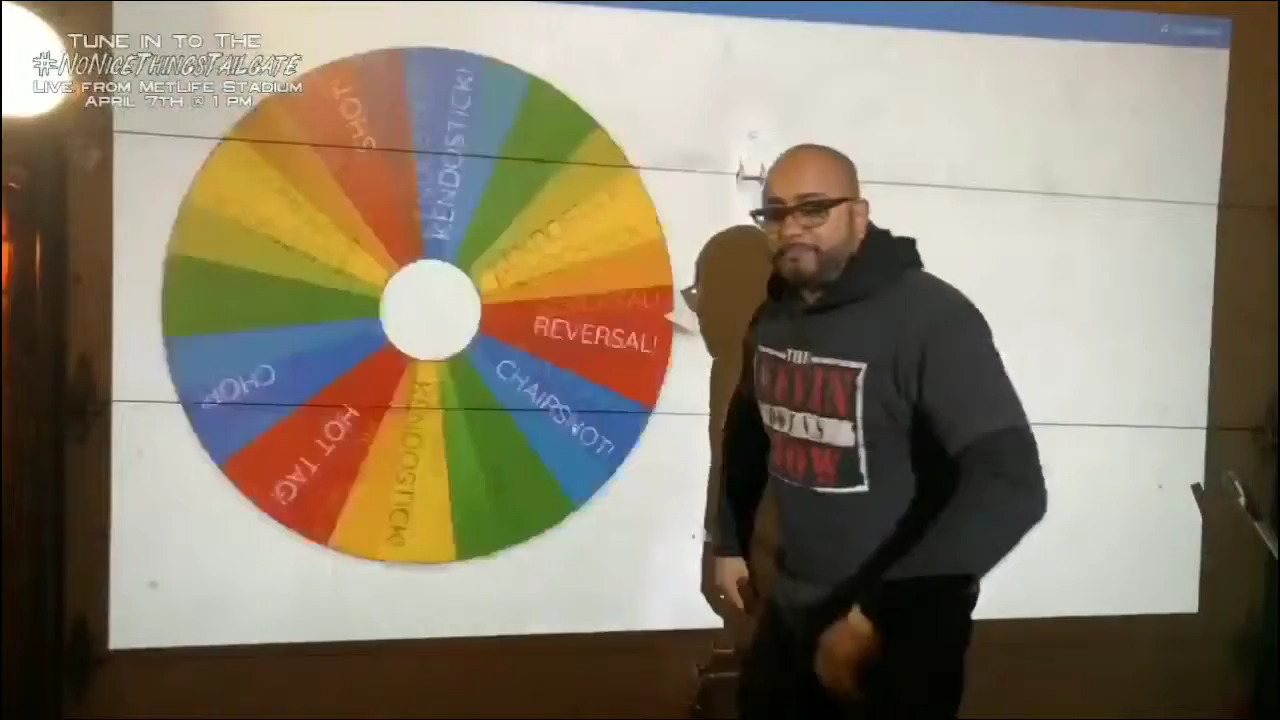 TUNE IN TO THE
#NONICETHINGSTAILGATE
LIVE FROM METLIFE STADIUM
APRIL 7TH @ 1 PM
SHOT
KENDOSTICK!
REVERSAL!
CHAIRSHOT!
KENDOSTICK!
HOT TAG!
CHOP!
THE
SHOW